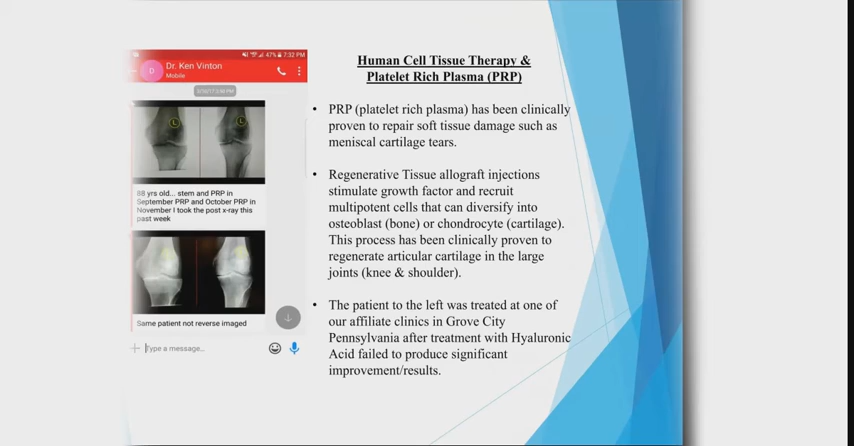 47% 7:32 PM
D
Dr. Ken Vinton
Mobile
L
L
88 yrs old... stem and PRP in
September PRP and October PRP in
November I took the post x-ray this
past week
Same patient not reverse imaged
Type a message...
Human Cell Tissue Therapy &
Platelet Rich Plasma (PRP)
• PRP (platelet rich plasma) has been clinically
proven to repair soft tissue damage such as
meniscal cartilage tears.
• Regenerative Tissue allograft injections
stimulate growth factor and recruit
multipotent cells that can diversify into
osteoblast (bone) or chondrocyte (cartilage).
This process has been clinically proven to
regenerate articular cartilage in the large
joints (knee & shoulder).
• The patient to the left was treated at one of
our affiliate clinics in Grove City
Pennsylvania after treatment with Hyaluronic
Acid failed to produce significant
improvement/results.